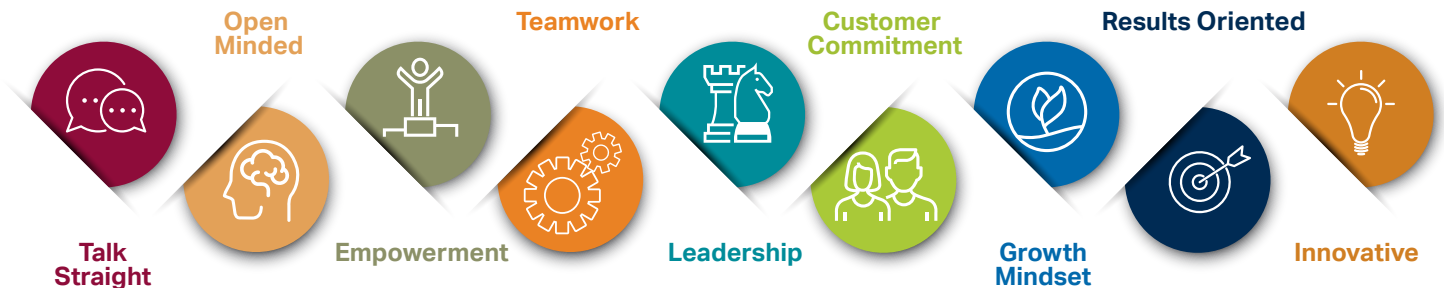 Talk
Straight
Open
Minded
Empowerment
Teamwork
Leadership
Customer
Commitment
Growth
Mindset
Results Oriented
Innovative